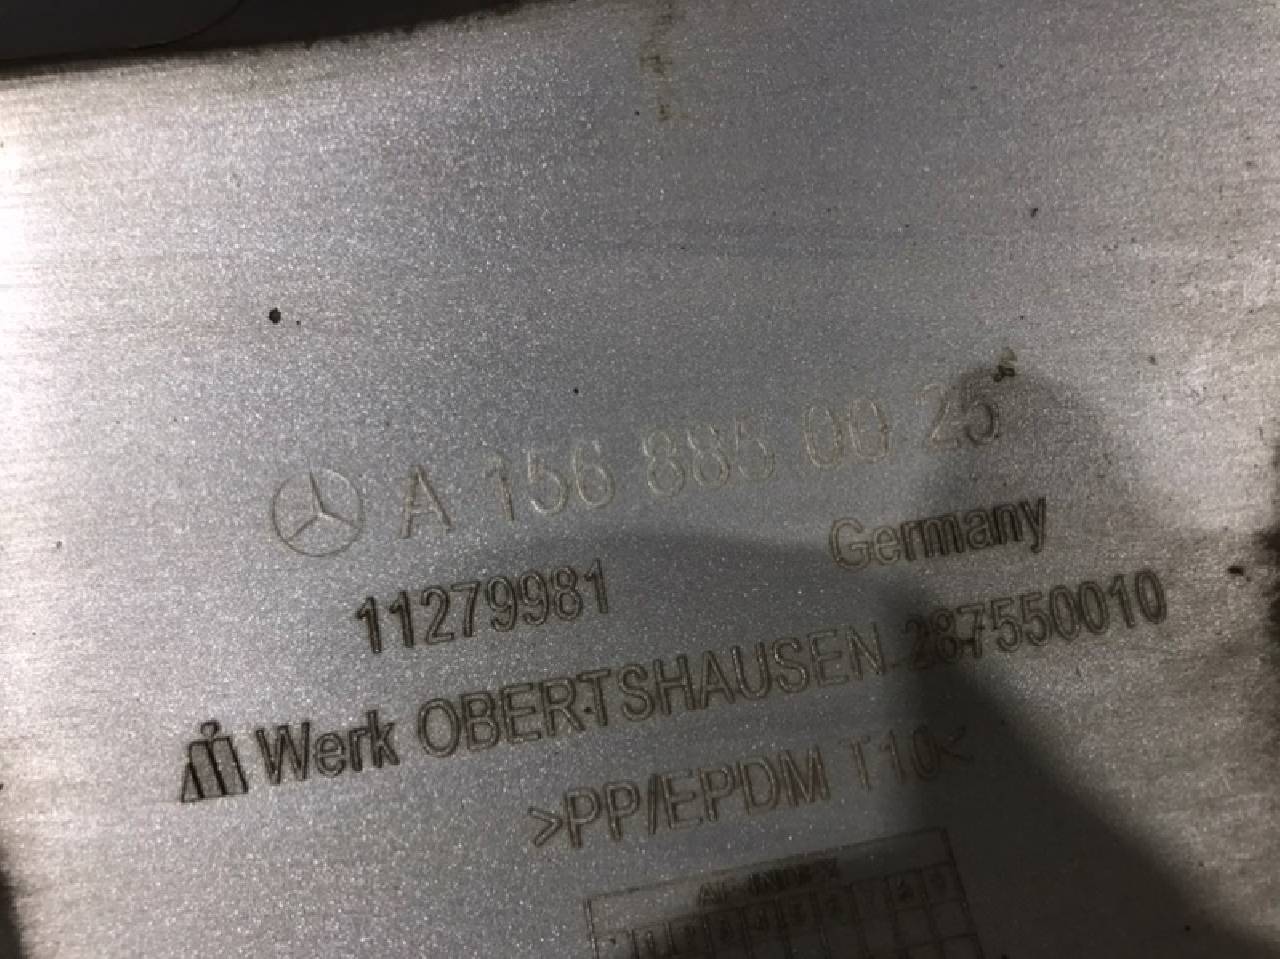 A 156 885 00 25
Germany
11279981
Werk OBERTSHAUSEN 287550010
>PP/EPDM T10<